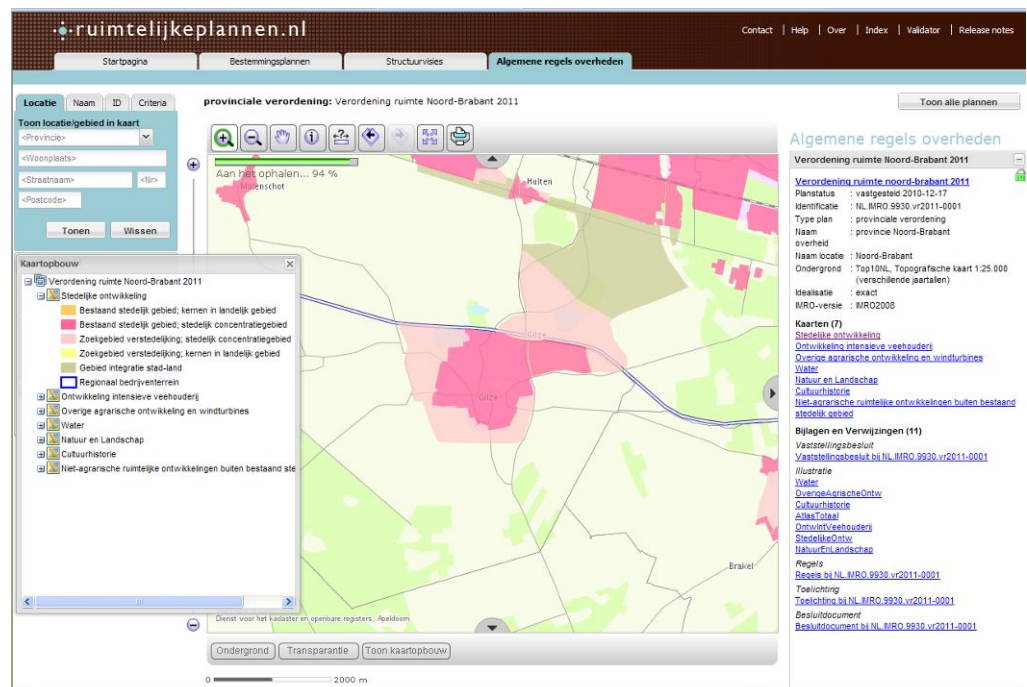 ruimtelijkeplannen.nl
Contact | Help | Over | Index | Validator | Release notes
Startpagina
Bestemmingsplannen
Structuurvisies
Algemene regels overheden
Locatie
Naam
ID
Criteria
Toon locatie/gebied in kaart
<Provincie>
<Woonplaats>
<Straatnaam>
<Nr>
<Postcode>
Tonen
Wissen
provinciale verordening: Verordening ruimte Noord-Brabant 2011
Toon alle plannen
Aan het ophalen... 94 %
Molenschot
Hulten
Gilze
Gilze
Brakel
Dienst voor het kadaster en openbare registers, Apeldoorn
Kaartopbouw
Verordening ruimte Noord-Brabant 2011
Stedelijke ontwikkeling
Bestaand stedelijk gebied; kernen in landelijk gebied
Bestaand stedelijk gebied; stedelijk concentratiegebied
Zoekgebied verstedelijking; stedelijk concentratiegebied
Zoekgebied verstedelijking; kernen in landelijk gebied
Gebied integratie stad-land
Regionaal bedrijventerrein
Ontwikkeling intensieve veehouderij
Overige agrarische ontwikkeling en windturbines
Water
Natuur en Landschap
Cultuurhistorie
Niet-agrarische ruimtelijke ontwikkelingen buiten bestaand ste
Ondergrond
Transparantie
Toon kaartopbouw
0 2000 m
Algemene regels overheden
Verordening ruimte Noord-Brabant 2011
Verordening ruimte noord-brabant 2011
Planstatus : vastgesteld 2010-12-17
Identificatie : NL.IMRO.9930.vr2011-0001
Type plan : provinciale verordening
Naam overheid : provincie Noord-Brabant
Naam locatie : Noord-Brabant
Ondergrond : Top10NL, Topografische kaart 1:25.000
(verschillende jaartallen)
Idealisatie : exact
IMRO-versie : IMRO2008
Kaarten (7)
Stedelijke ontwikkeling
Ontwikkeling intensieve veehouderij
Overige agrarische ontwikkeling en windturbines
Water
Natuur en Landschap
Cultuurhistorie
Niet-agrarische ruimtelijke ontwikkelingen buiten bestaand
stedelijk gebied
Bijlagen en Verwijzingen (11)
Vaststellingsbesluit
Vaststellingsbesluit bij NL.IMRO.9930.vr2011-0001
Illustratie
Water
OverigeAgrischeOntw
Cultuurhistorie
AtlasTotaal
OntwIntVeehouderij
StedelijkeOntw
NatuurEnLandschap
Regels
Regels bij NL.IMRO.9930.vr2011-0001
Toelichting
Toelichting bij NL.IMRO.9930.vr2011-0001
Besluitdocument
Besluitdocument bij NL.IMRO.9930.vr2011-0001